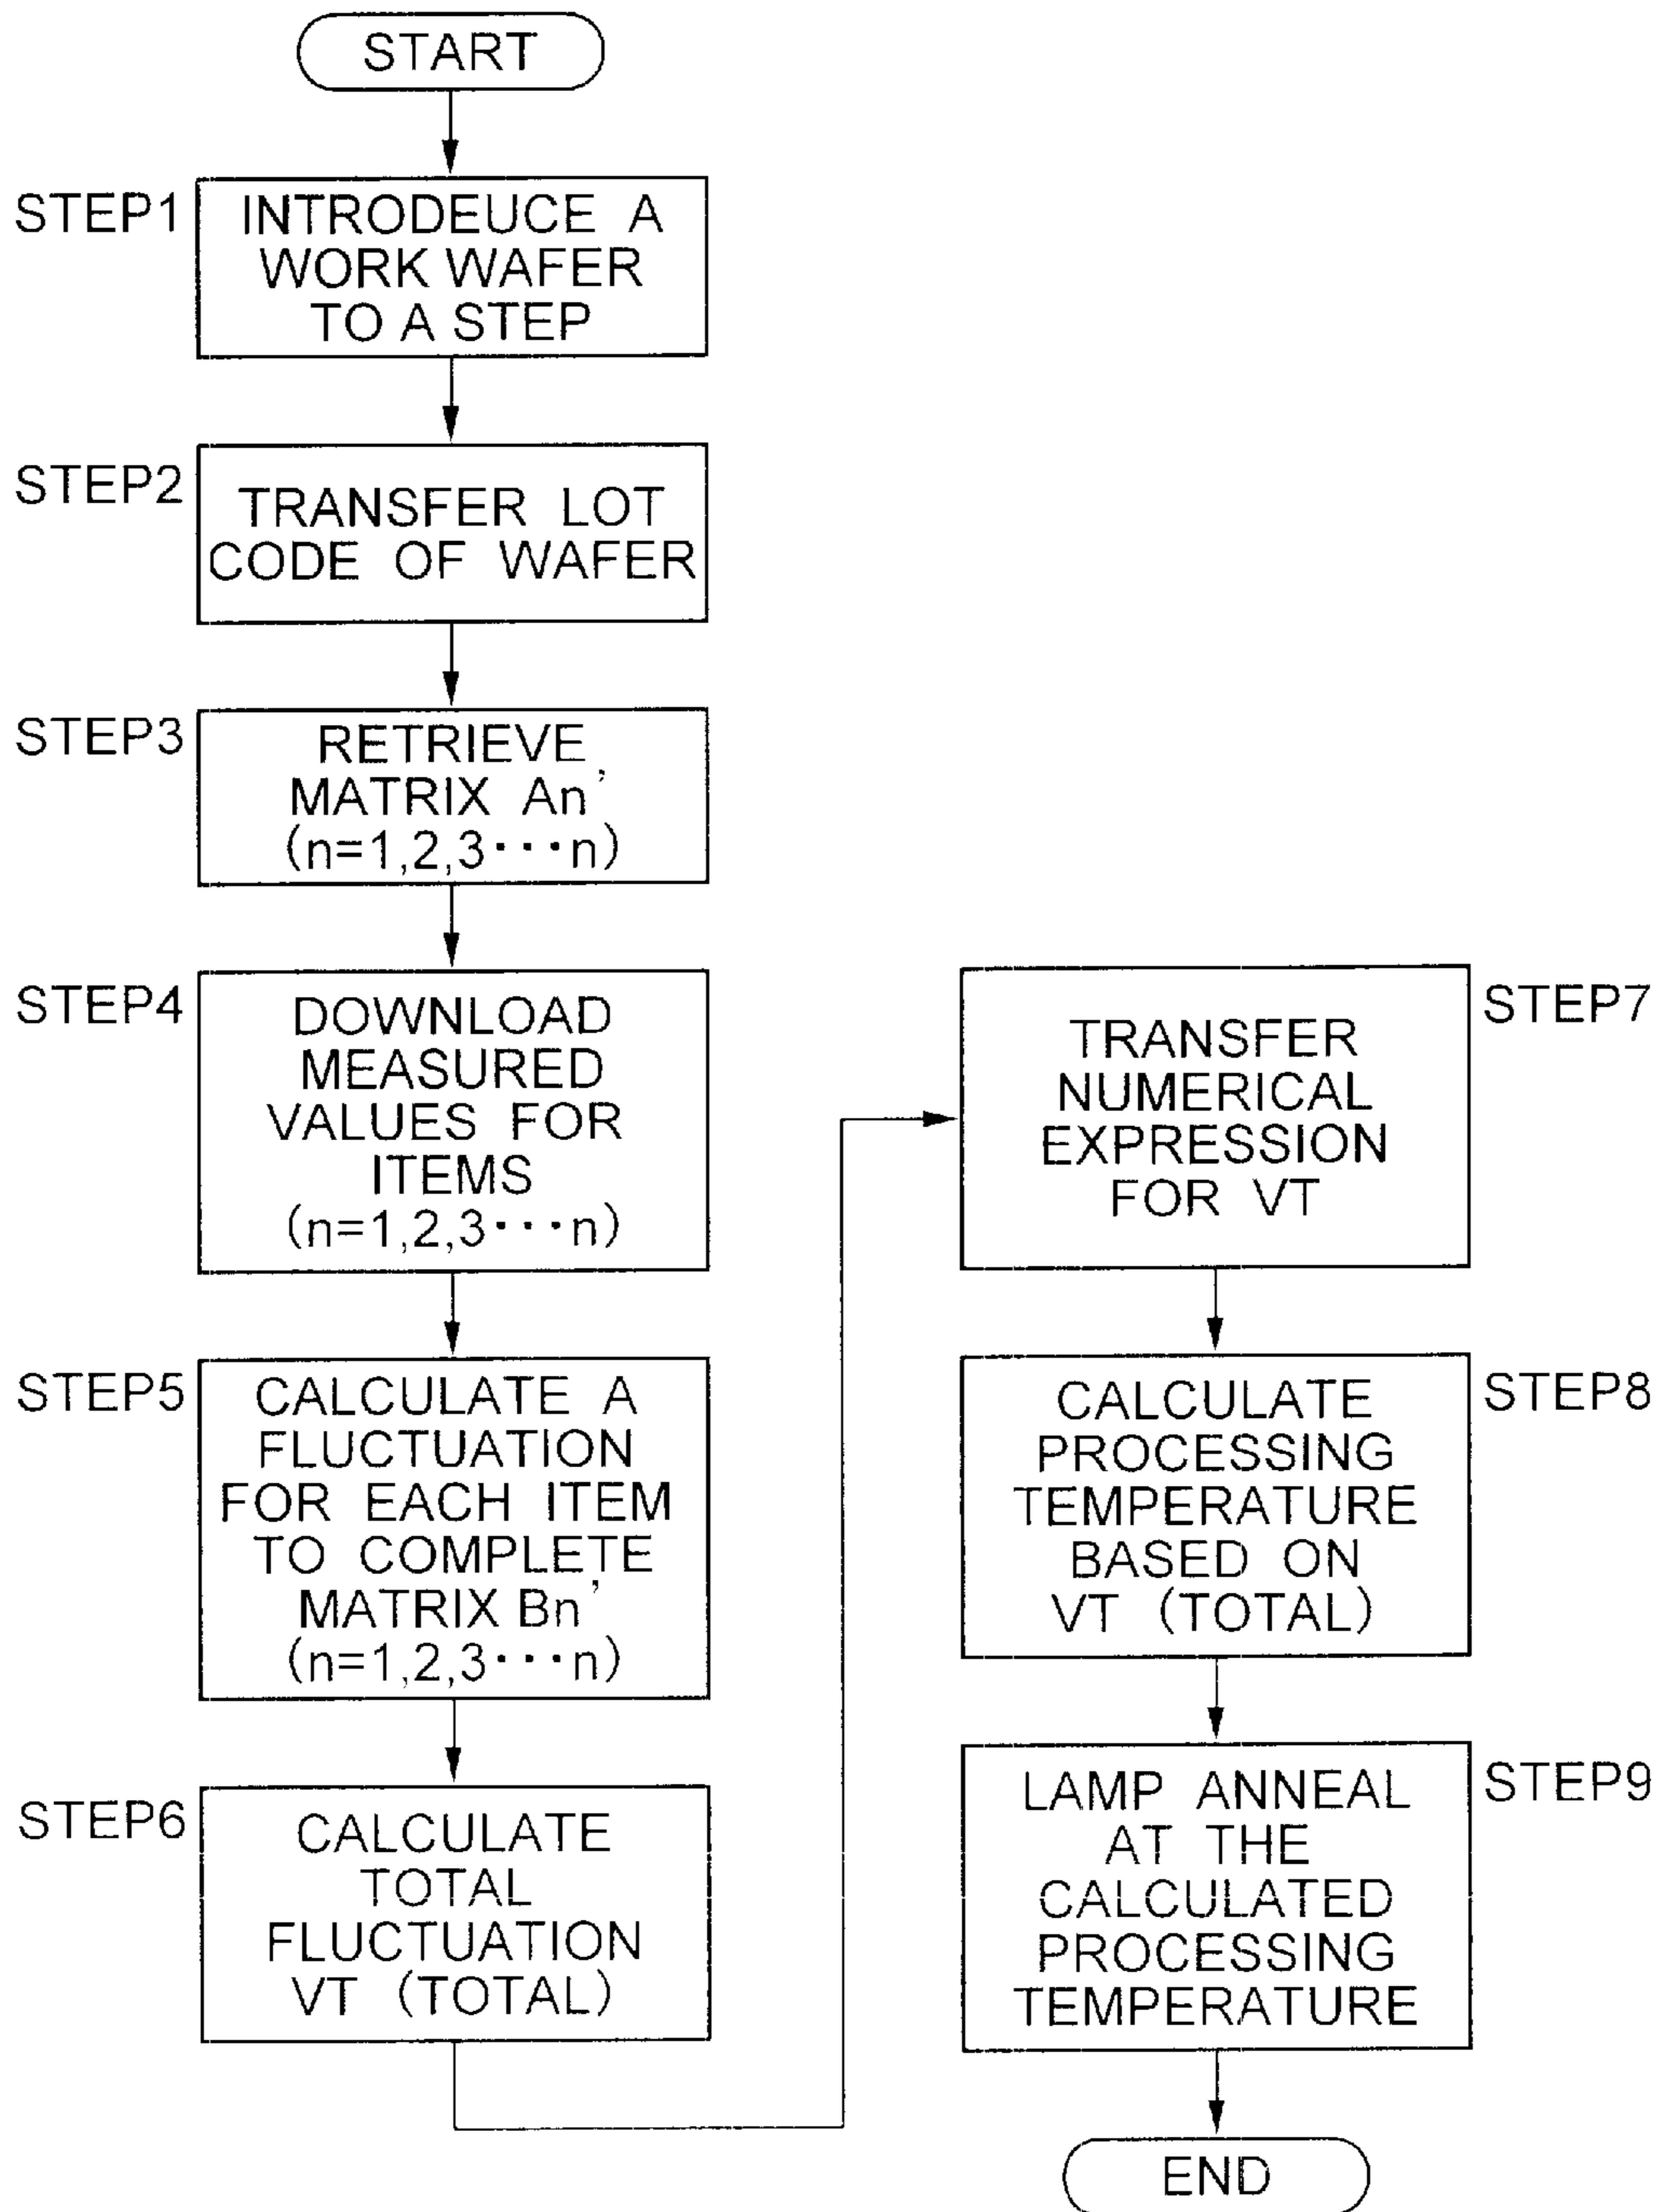 START
STEP1
INTRODEUCE A
WORK WAFER
TO A STEP
STEP2
TRANSFER LOT
CODE OF WAFER
STEP3
RETRIEVE
MATRIX An'
(n=1,2,3···n)
STEP4
DOWNLOAD
MEASURED
VALUES FOR
ITEMS
(n=1,2,3···n)
STEP5
CALCULATE A
FLUCTUATION
FOR EACH ITEM
TO COMPLETE
MATRIX Bn'
(n=1,2,3···n)
STEP6
CALCULATE
TOTAL
FLUCTUATION
VT (TOTAL)
STEP7
TRANSFER
NUMERICAL
EXPRESSION
FOR VT
STEP8
CALCULATE
PROCESSING
TEMPERATURE
BASED ON
VT (TOTAL)
STEP9
LAMP ANNEAL
AT THE
CALCULATED
PROCESSING
TEMPERATURE
END